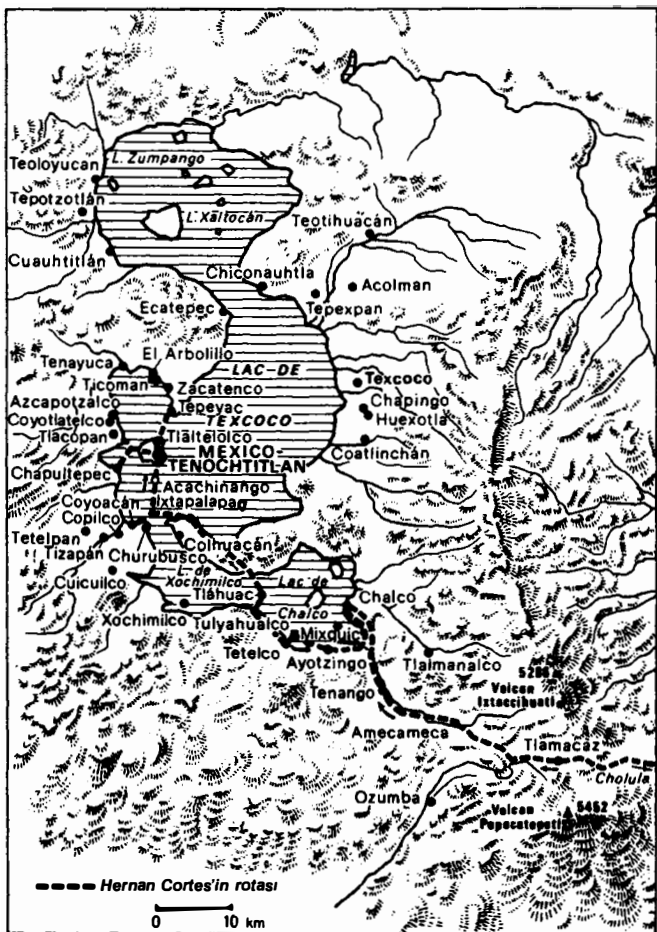 L. Zumpango
Teoloyucan
Tepotzotlán
L. Xaltocán
Teotihuacán
Cuauhtitlán
Chiconauhtla
Acolman
Tepexpan
Ecatepec
El Arbolillo
Tenayuca
LAC-DE
Ticoman
Zacatenco
Texcoco
Azcapotzalco
Tepeyac
Chapingo
Coyotlatelco
TEXCOCO
Huexotla
Tlacopan
Tlaltelolco
Coatlinchán
MEXICO-
TENOCHTITLAN
Chapultepec
Acachinango
Coyoacán
Ixtapalapa
Copilco
Tetelpan
Colhuacán
Tizapán
Churubusco
L. de
Xochimilco
Cuicuilco
Lac de
Tláhuac
Chalco
Chalco
Xochimilco
Tulyahualco
Mixquic
Tetelco
Ayotzingo
Tlalmanalco
5286
Volcan
Ixtaccihuatl
Tenango
Amecameca
Tlamacaz
Cholula
Ozumba
5452
Volcan
Popocatepetl
Hernan Cortes'in rotası
0 10 km